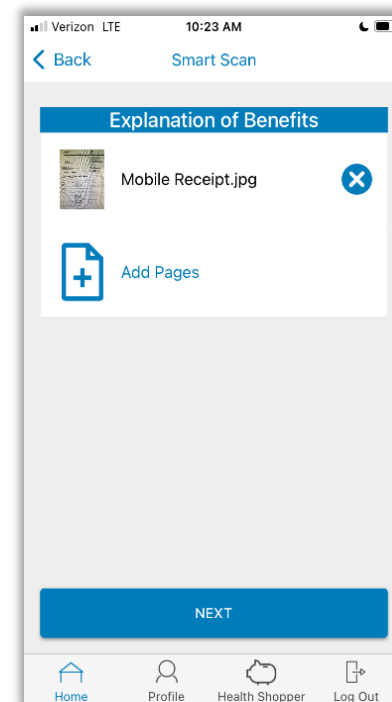 Verizon LTE 10:23 AM
Back Smart Scan
Explanation of Benefits
Mobile Receipt.jpg
Add Pages
NEXT
Home Profile Health Shopper Log Out